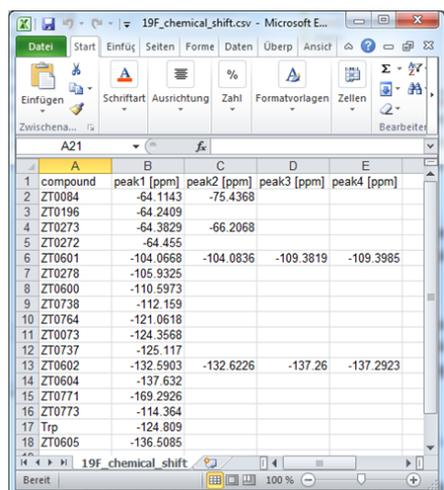 19F_chemical_shift.csv - Microsoft E...
Datei Start Einfüg Seiten Forme Daten Überp Ansicht
Einfügen Schriftart Ausrichtung Zahl Formatvorlagen Zellen
Zwischena... Bearbeiten
A21 fx
A B C D E
1 compound peak1 [ppm] peak2 [ppm] peak3 [ppm] peak4 [ppm]
2 ZT0084 -64.1143 -75.4368
3 ZT0196 -64.2409
4 ZT0273 -64.3829 -66.2068
5 ZT0272 -64.455
6 ZT0601 -104.0668 -104.0836 -109.3819 -109.3985
7 ZT0278 -105.9325
8 ZT0600 -110.5973
9 ZT0738 -112.159
10 ZT0764 -121.0618
11 ZT0073 -124.3568
12 ZT0737 -125.117
13 ZT0602 -132.5903 -132.6226 -137.26 -137.2923
14 ZT0604 -137.632
15 ZT0771 -169.2926
16 ZT0773 -114.364
17 Trp -124.809
18 ZT0605 -136.5085
19F_chemical_shift
Bereit 100 %